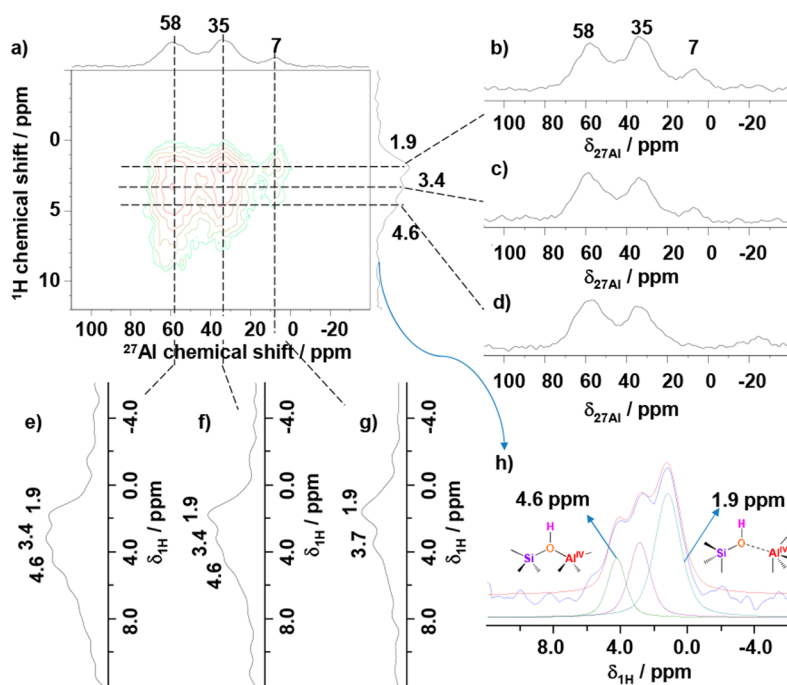 a)
58 35 7
¹H chemical shift / ppm
0
5
10
1.9
3.4
4.6
100 80 60 40 20 0 -20
²⁷Al chemical shift / ppm
b)
58 35 7
100 80 60 40 20 0 -20
δ27Al / ppm
c)
100 80 60 40 20 0 -20
δ27Al / ppm
d)
100 80 60 40 20 0 -20
δ27Al / ppm
e)
1.9
3.4
4.6
-4.0 0.0 4.0 8.0
δ1H / ppm
f)
1.9
3.4
4.6
-4.0 0.0 4.0 8.0
δ1H / ppm
g)
1.9
3.7
-4.0 0.0 4.0 8.0
δ1H / ppm
h)
4.6 ppm 1.9 ppm
H
O
Si AlIV
H
O
Si AlIV
8.0 4.0 0.0 -4.0
δ1H / ppm